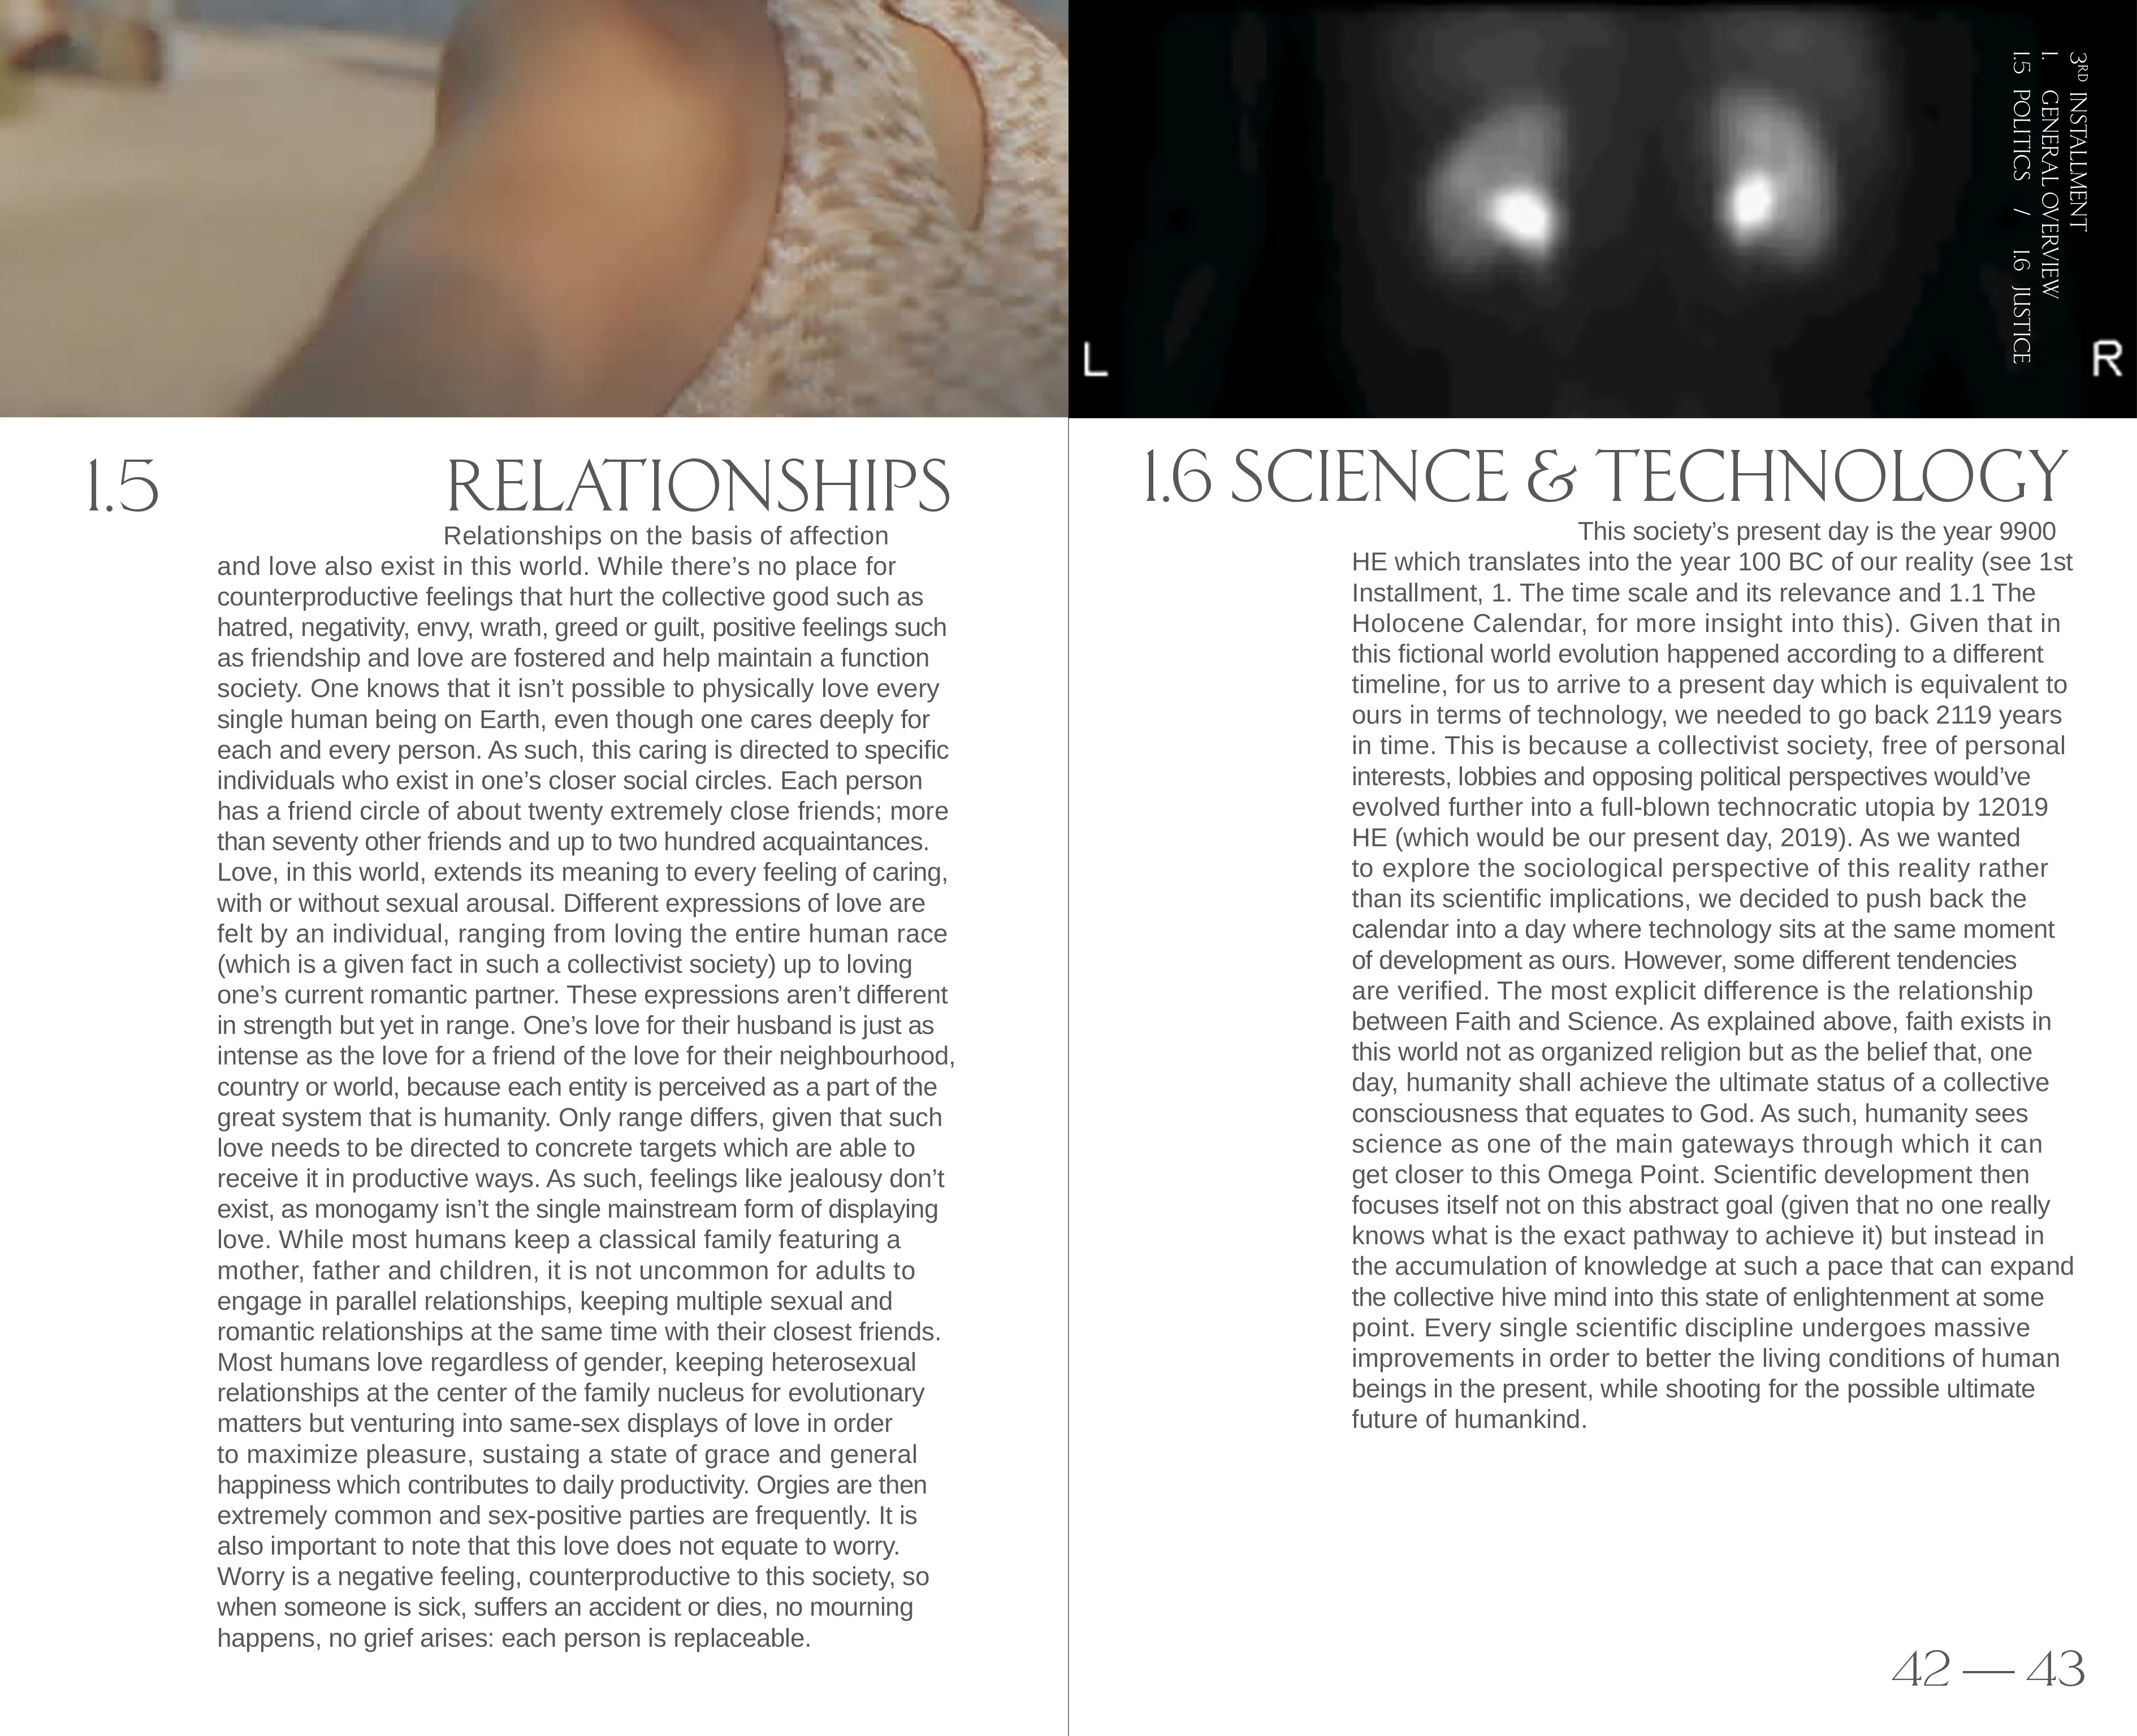 3RD INSTALLMENT
1. GENERAL OVERVIEW
1.5 POLITICS / 1.6 JUSTICE
L
R
1.5 RELATIONSHIPS
Relationships on the basis of affection
and love also exist in this world. While there’s no place for
counterproductive feelings that hurt the collective good such as
hatred, negativity, envy, wrath, greed or guilt, positive feelings such
as friendship and love are fostered and help maintain a function
society. One knows that it isn’t possible to physically love every
single human being on Earth, even though one cares deeply for
each and every person. As such, this caring is directed to specific
individuals who exist in one’s closer social circles. Each person
has a friend circle of about twenty extremely close friends; more
than seventy other friends and up to two hundred acquaintances.
Love, in this world, extends its meaning to every feeling of caring,
with or without sexual arousal. Different expressions of love are
felt by an individual, ranging from loving the entire human race
(which is a given fact in such a collectivist society) up to loving
one’s current romantic partner. These expressions aren’t different
in strength but yet in range. One’s love for their husband is just as
intense as the love for a friend of the love for their neighbourhood,
country or world, because each entity is perceived as a part of the
great system that is humanity. Only range differs, given that such
love needs to be directed to concrete targets which are able to
receive it in productive ways. As such, feelings like jealousy don’t
exist, as monogamy isn’t the single mainstream form of displaying
love. While most humans keep a classical family featuring a
mother, father and children, it is not uncommon for adults to
engage in parallel relationships, keeping multiple sexual and
romantic relationships at the same time with their closest friends.
Most humans love regardless of gender, keeping heterosexual
relationships at the center of the family nucleus for evolutionary
matters but venturing into same-sex displays of love in order
to maximize pleasure, sustaing a state of grace and general
happiness which contributes to daily productivity. Orgies are then
extremely common and sex-positive parties are frequently. It is
also important to note that this love does not equate to worry.
Worry is a negative feeling, counterproductive to this society, so
when someone is sick, suffers an accident or dies, no mourning
happens, no grief arises: each person is replaceable.
1.6 SCIENCE & TECHNOLOGY
This society’s present day is the year 9900
HE which translates into the year 100 BC of our reality (see 1st
Installment, 1. The time scale and its relevance and 1.1 The
Holocene Calendar, for more insight into this). Given that in
this fictional world evolution happened according to a different
timeline, for us to arrive to a present day which is equivalent to
ours in terms of technology, we needed to go back 2119 years
in time. This is because a collectivist society, free of personal
interests, lobbies and opposing political perspectives would’ve
evolved further into a full-blown technocratic utopia by 12019
HE (which would be our present day, 2019). As we wanted
to explore the sociological perspective of this reality rather
than its scientific implications, we decided to push back the
calendar into a day where technology sits at the same moment
of development as ours. However, some different tendencies
are verified. The most explicit difference is the relationship
between Faith and Science. As explained above, faith exists in
this world not as organized religion but as the belief that, one
day, humanity shall achieve the ultimate status of a collective
consciousness that equates to God. As such, humanity sees
science as one of the main gateways through which it can
get closer to this Omega Point. Scientific development then
focuses itself not on this abstract goal (given that no one really
knows what is the exact pathway to achieve it) but instead in
the accumulation of knowledge at such a pace that can expand
the collective hive mind into this state of enlightenment at some
point. Every single scientific discipline undergoes massive
improvements in order to better the living conditions of human
beings in the present, while shooting for the possible ultimate
future of humankind.
42 — 43